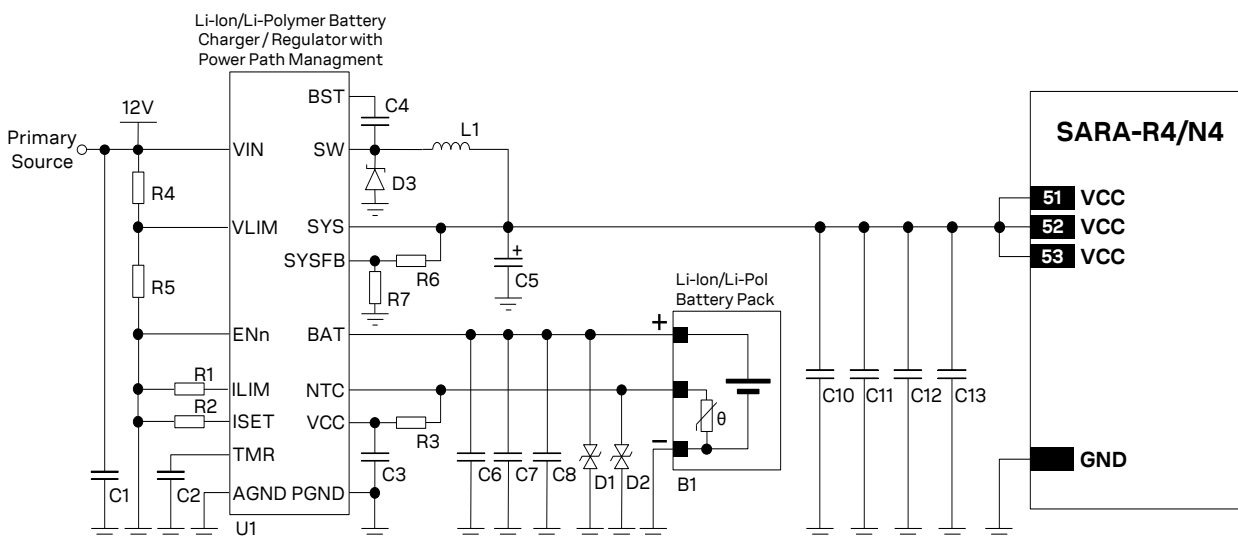 Li-Ion/Li-Polymer Battery
Charger / Regulator with
Power Path Managment
12V
Primary
Source
BST
C4
L1
VIN
SW
D3
R4
VLIM
SYS
SYSFB
R6
C5
+
R7
R5
Li-Ion/Li-Pol
Battery Pack
ENn
BAT
+
R1
ILIM
NTC
R2
ISET
VCC
R3
θ
–
TMR
C1
C2
AGND
PGND
C3
C6
C7
C8
D1
D2
B1
U1
C10
C11
C12
C13
SARA-R4/N4
51 VCC
52 VCC
53 VCC
GND